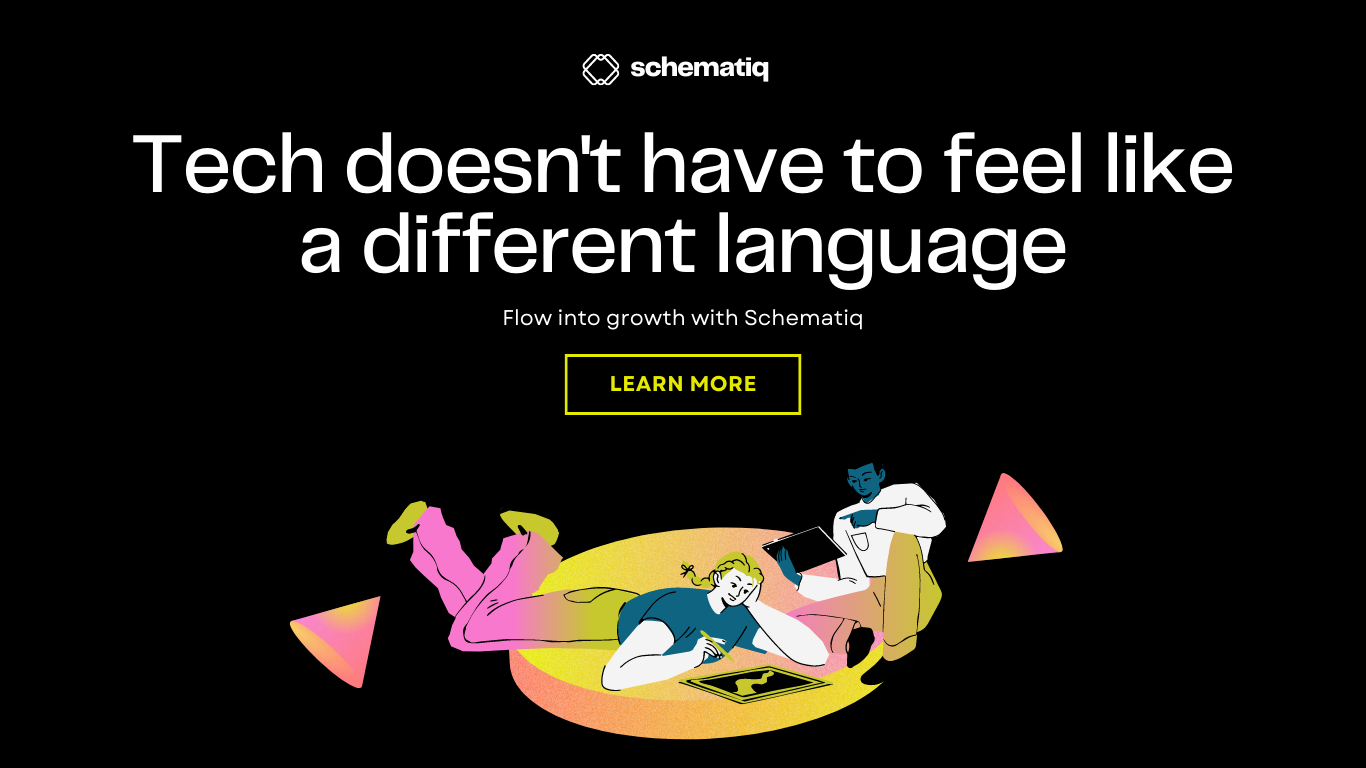 schematiq
Tech doesn't have to feel like
a different language
Flow into growth with Schematiq
LEARN MORE